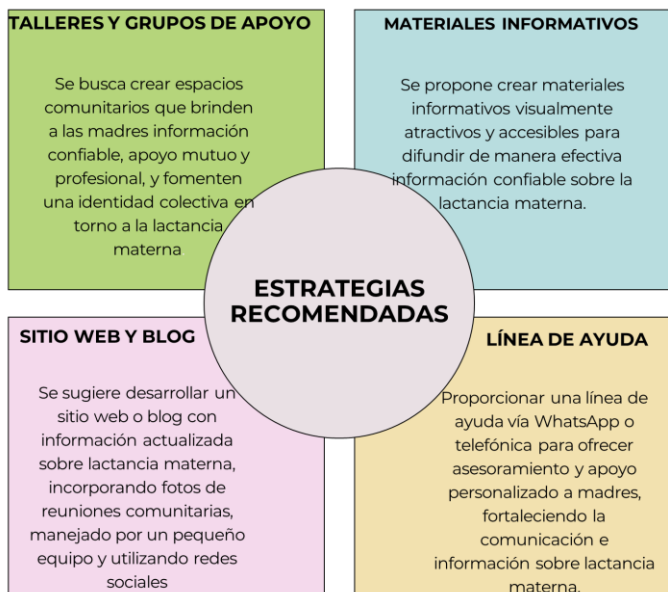 TALLERES Y GRUPOS DE APOYO
Se busca crear espacios
comunitarios que brinden
a las madres información
confiable, apoyo mutuo y
profesional, y fomenten
una identidad colectiva en
torno a la lactancia
materna
MATERIALES INFORMATIVOS
Se propone crear materiales
informativos visualmente
atractivos y accesibles para
difundir de manera efectiva
información confiable sobre la
lactancia materna.
ESTRATEGIAS
RECOMENDADAS
SITIO WEB Y BLOG
Se sugiere desarrollar un
sitio web o blog con
información actualizada
sobre lactancia materna,
incorporando fotos de
reuniones comunitarias,
manejado por un pequeño
equipo y utilizando redes
sociales
LÍNEA DE AYUDA
Proporcionar una línea de
ayuda vía WhatsApp o
telefónica para ofrecer
asesoramiento y apoyo
personalizado a madres,
fortaleciendo la
comunicación e
información sobre lactancia
materna.